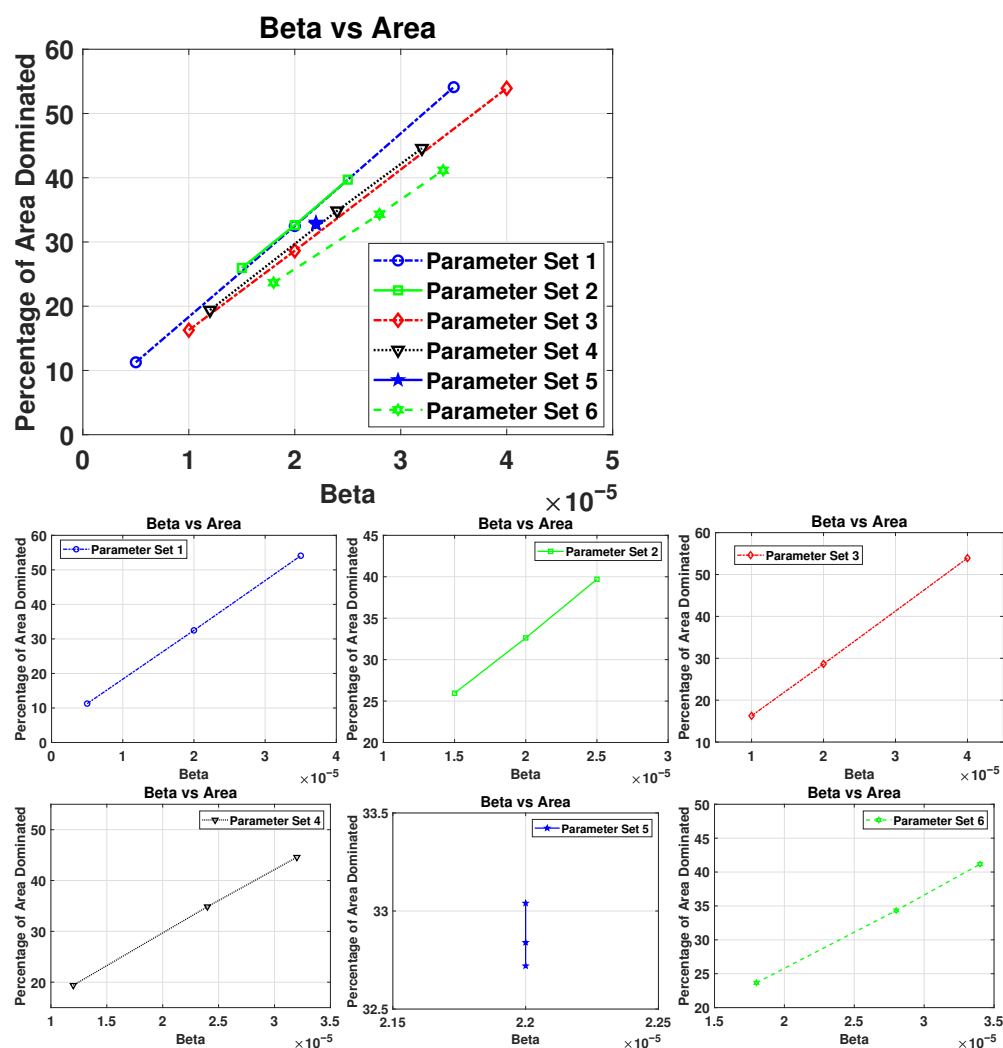 Beta vs Area
Percentage of Area Dominated
60
50
40
30
20
10
0
Parameter Set 1
Parameter Set 2
Parameter Set 3
Parameter Set 4
Parameter Set 5
Parameter Set 6
0 1 2 3 4 5
Beta
×10⁻⁵
Beta vs Area
Percentage of Area Dominated
60
50
40
30
20
10
0
Parameter Set 1
0 1 2 3 4
Beta
×10⁻⁵
Beta vs Area
Percentage of Area Dominated
45
40
35
30
25
20
Parameter Set 2
1 1.5 2 2.5 3
Beta
×10⁻⁵
Beta vs Area
Percentage of Area Dominated
60
50
40
30
20
10
Parameter Set 3
1 2 3 4
Beta
×10⁻⁵
Beta vs Area
Percentage of Area Dominated
50
40
30
20
Parameter Set 4
1 1.5 2 2.5 3 3.5
Beta
×10⁻⁵
Beta vs Area
Percentage of Area Dominated
33.5
33
32.5
Parameter Set 5
2.15 2.2 2.25
Beta
×10⁻⁵
Beta vs Area
Percentage of Area Dominated
50
45
40
35
30
25
20
Parameter Set 6
1.5 2 2.5 3 3.5
Beta
×10⁻⁵